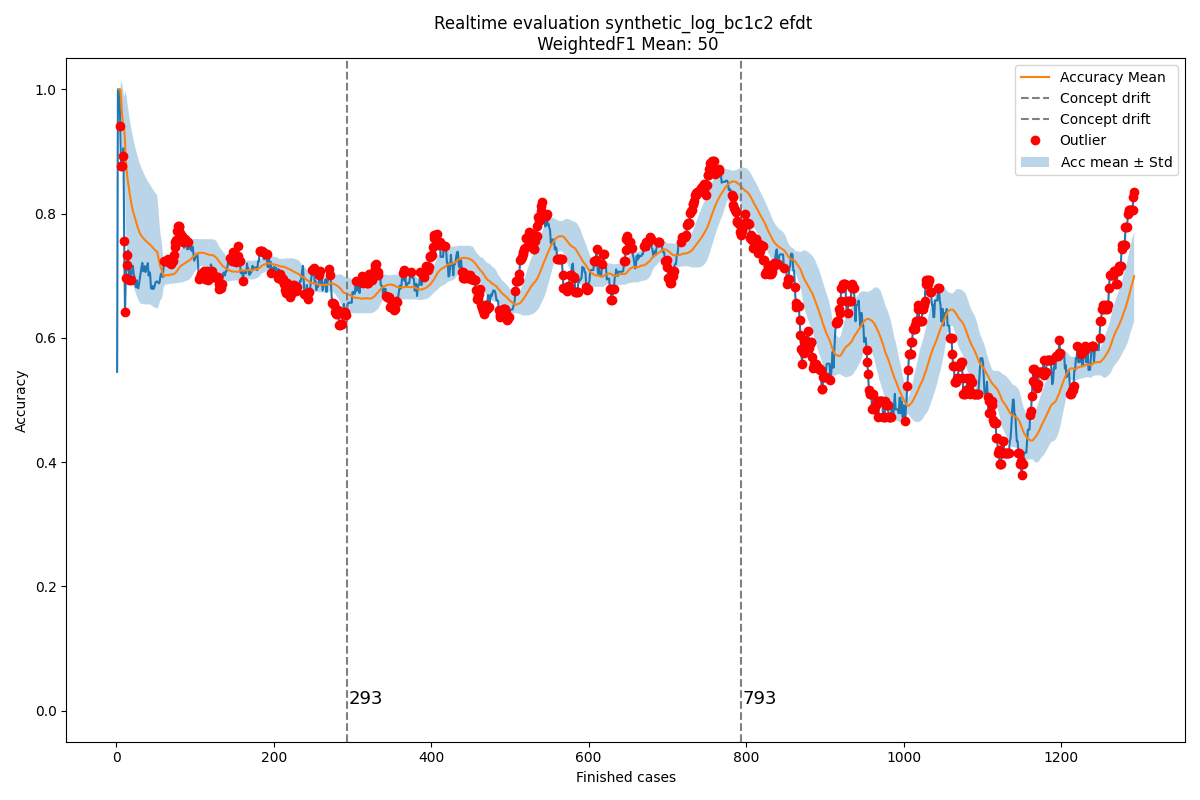 Realtime evaluation synthetic_log_bc1c2 efdt
WeightedF1 Mean: 50
Accuracy
1.0
0.8
0.6
0.4
0.2
0.0
Accuracy Mean
Concept drift
Concept drift
Outlier
Acc mean ± Std
293
793
0
200
400
600
800
1000
1200
Finished cases